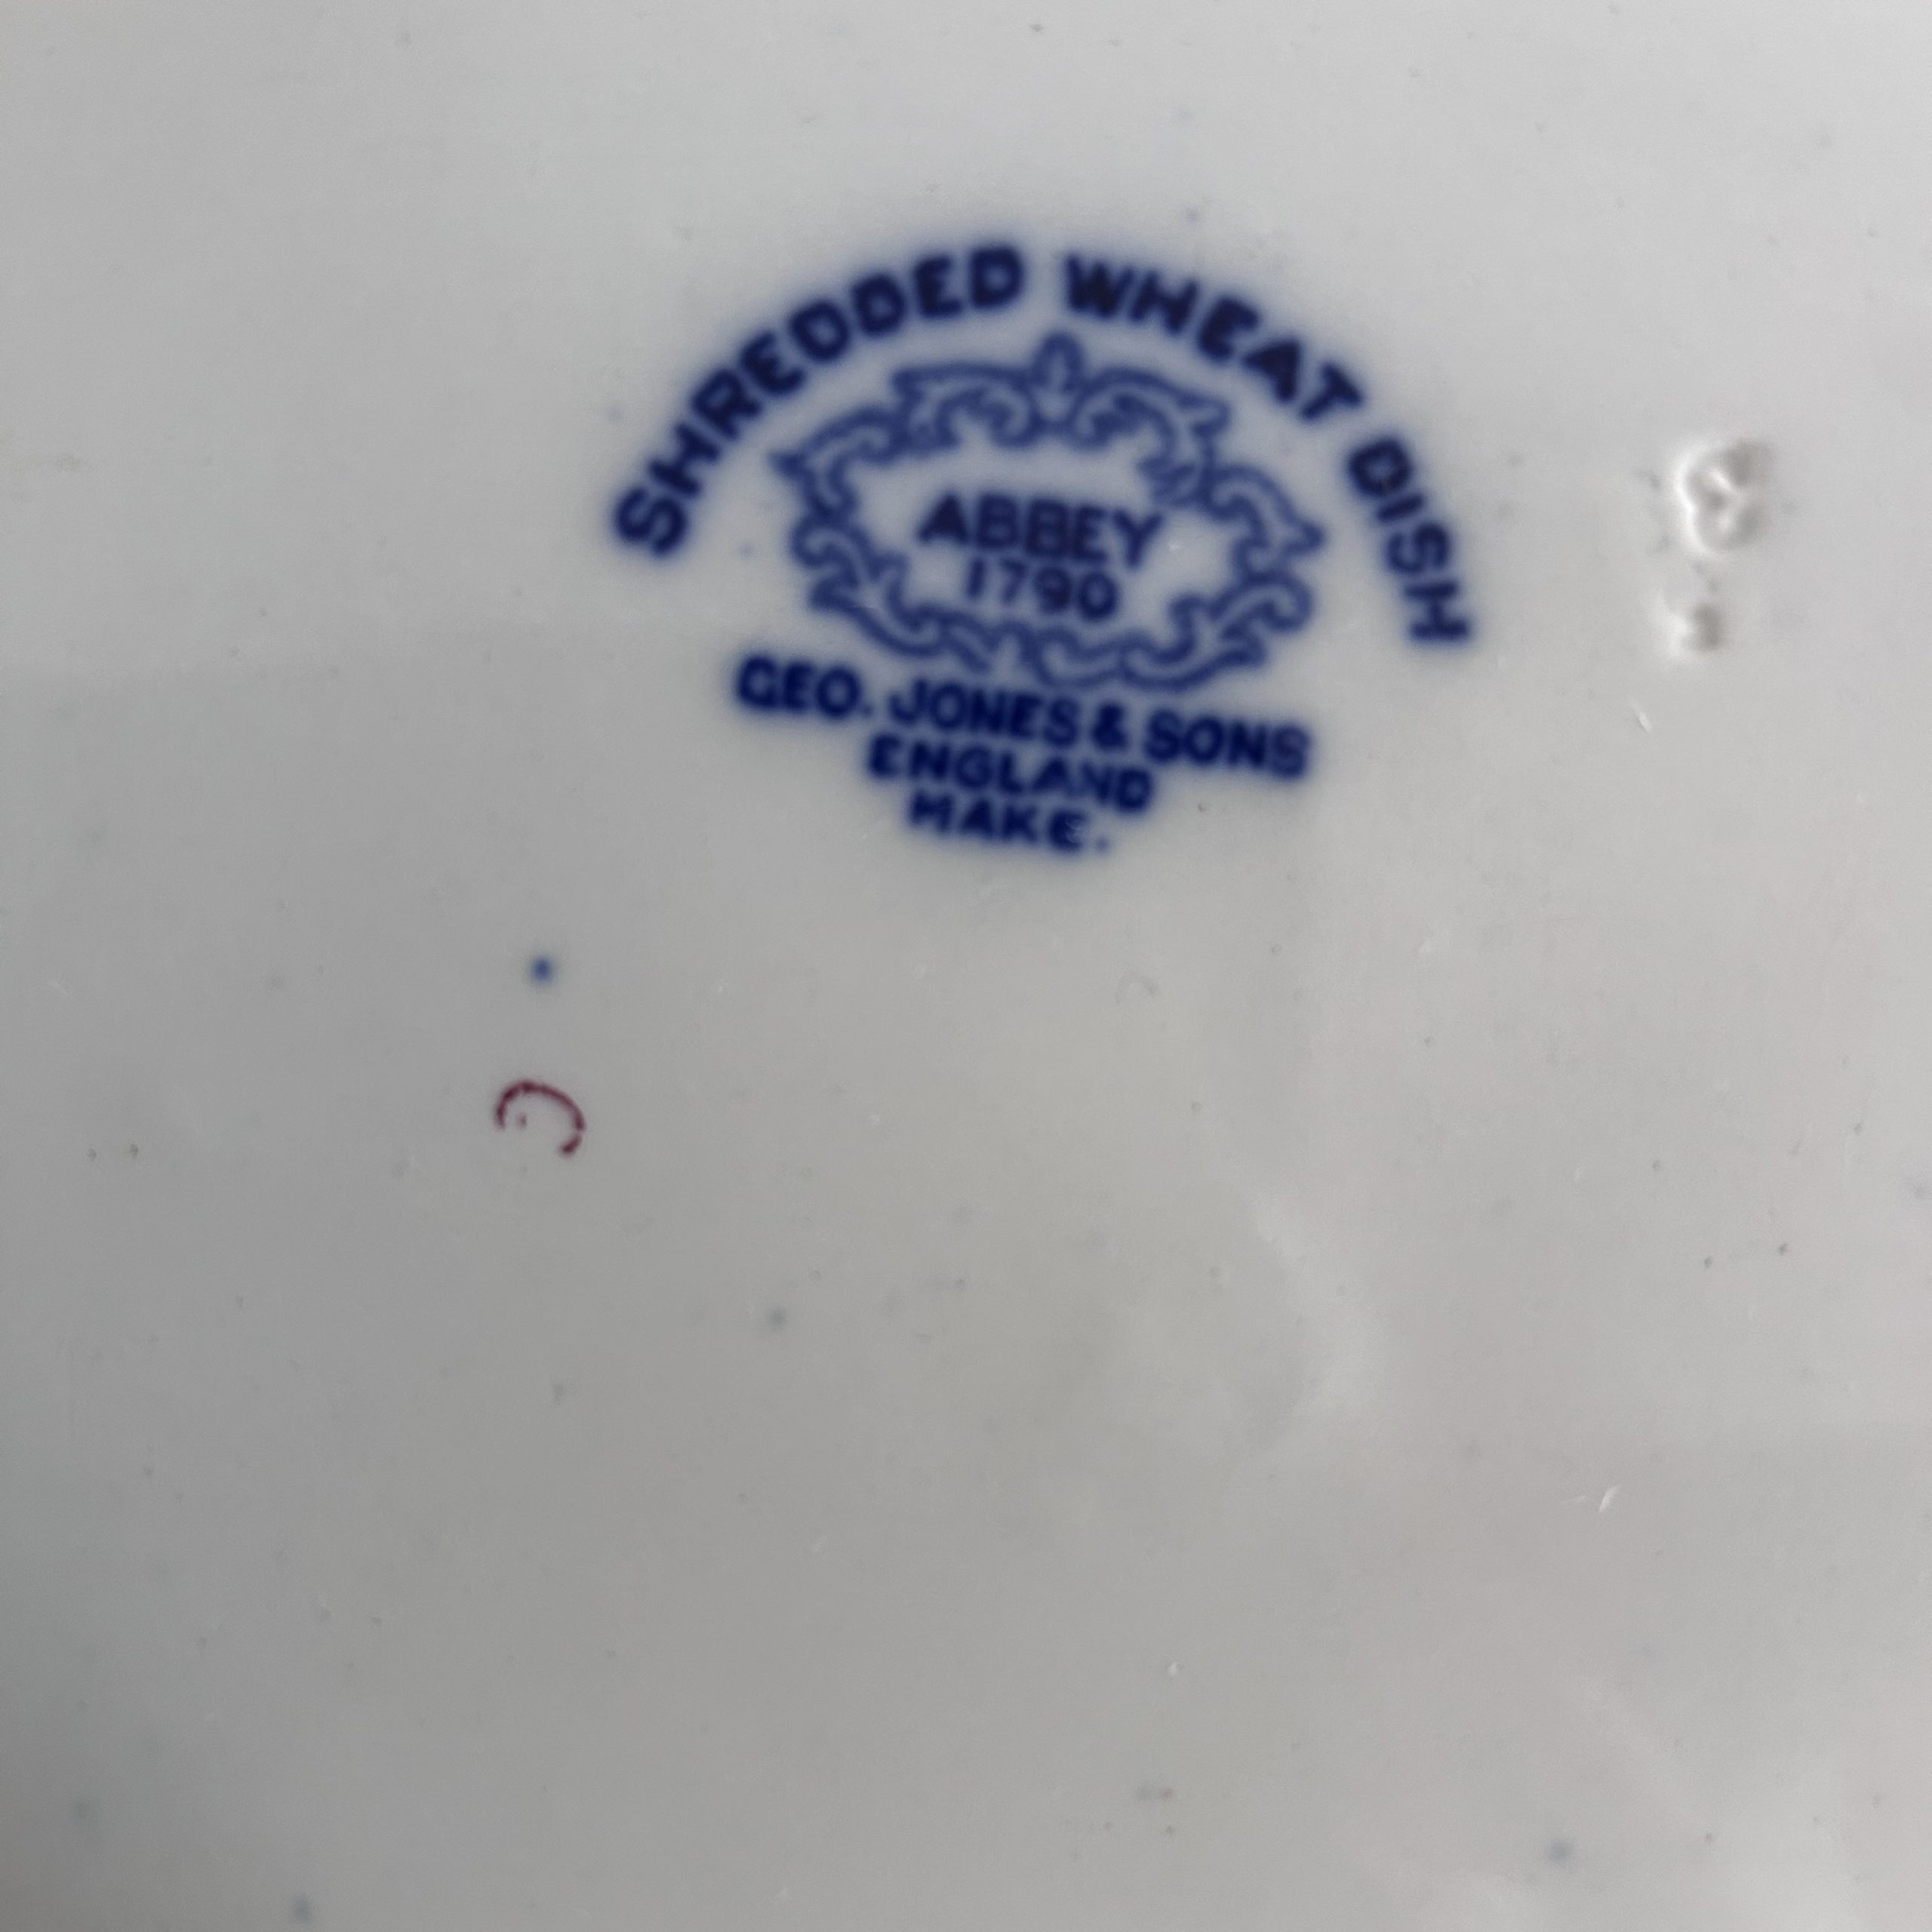 SHREDDED WHEAT DISH
ABBEY
1790
GEO. JONES & SONS
ENGLAND
MAKE.